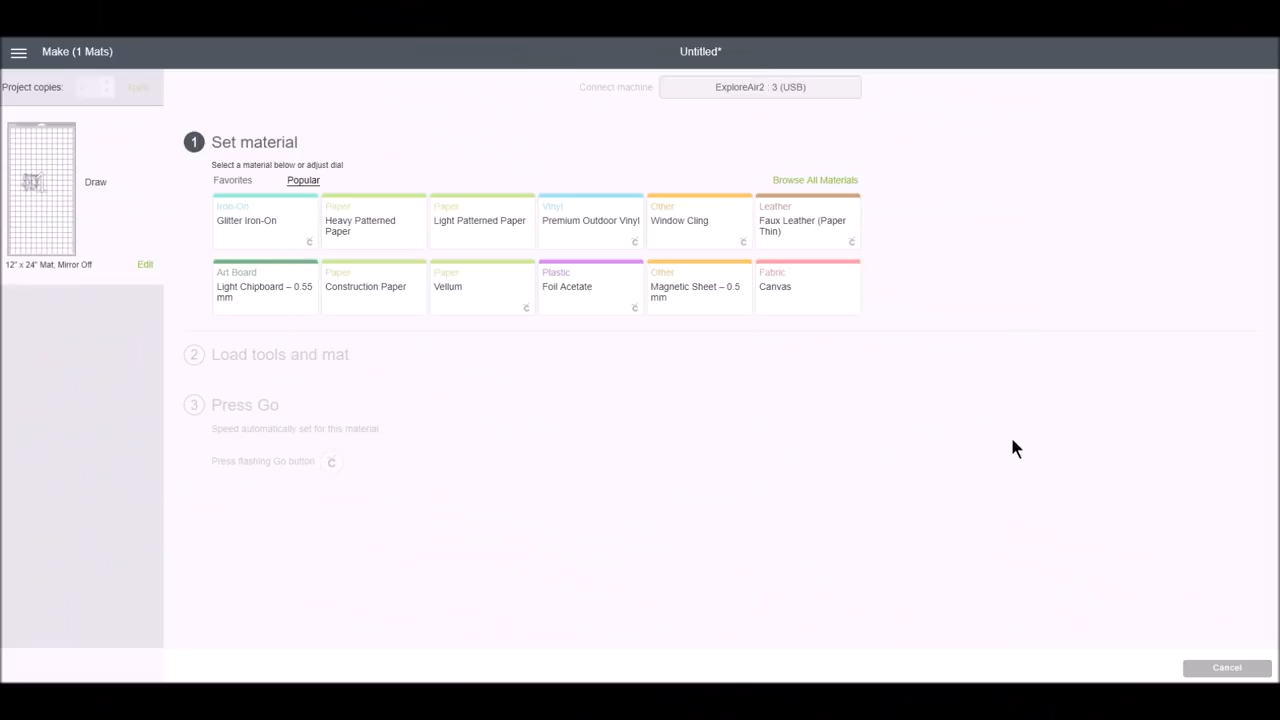 Make (1 Mats)
Untitled*
Project copies:
Apply
Connect machine
ExploreAir2 : 3 (USB)
Draw
12" x 24" Mat, Mirror Off
Edit
1
Set material
Select a material below or adjust dial
Favorites
Popular
Browse All Materials
Iron-On
Glitter Iron-On
Paper
Heavy Patterned
Paper
Paper
Light Patterned Paper
Vinyl
Premium Outdoor Vinyl
Other
Window Cling
Leather
Faux Leather (Paper
Thin)
Art Board
Light Chipboard – 0.55
mm
Paper
Construction Paper
Paper
Vellum
Plastic
Foil Acetate
Other
Magnetic Sheet – 0.5
mm
Fabric
Canvas
2
Load tools and mat
3
Press Go
Speed automatically set for this material
Press flashing Go button
Cancel